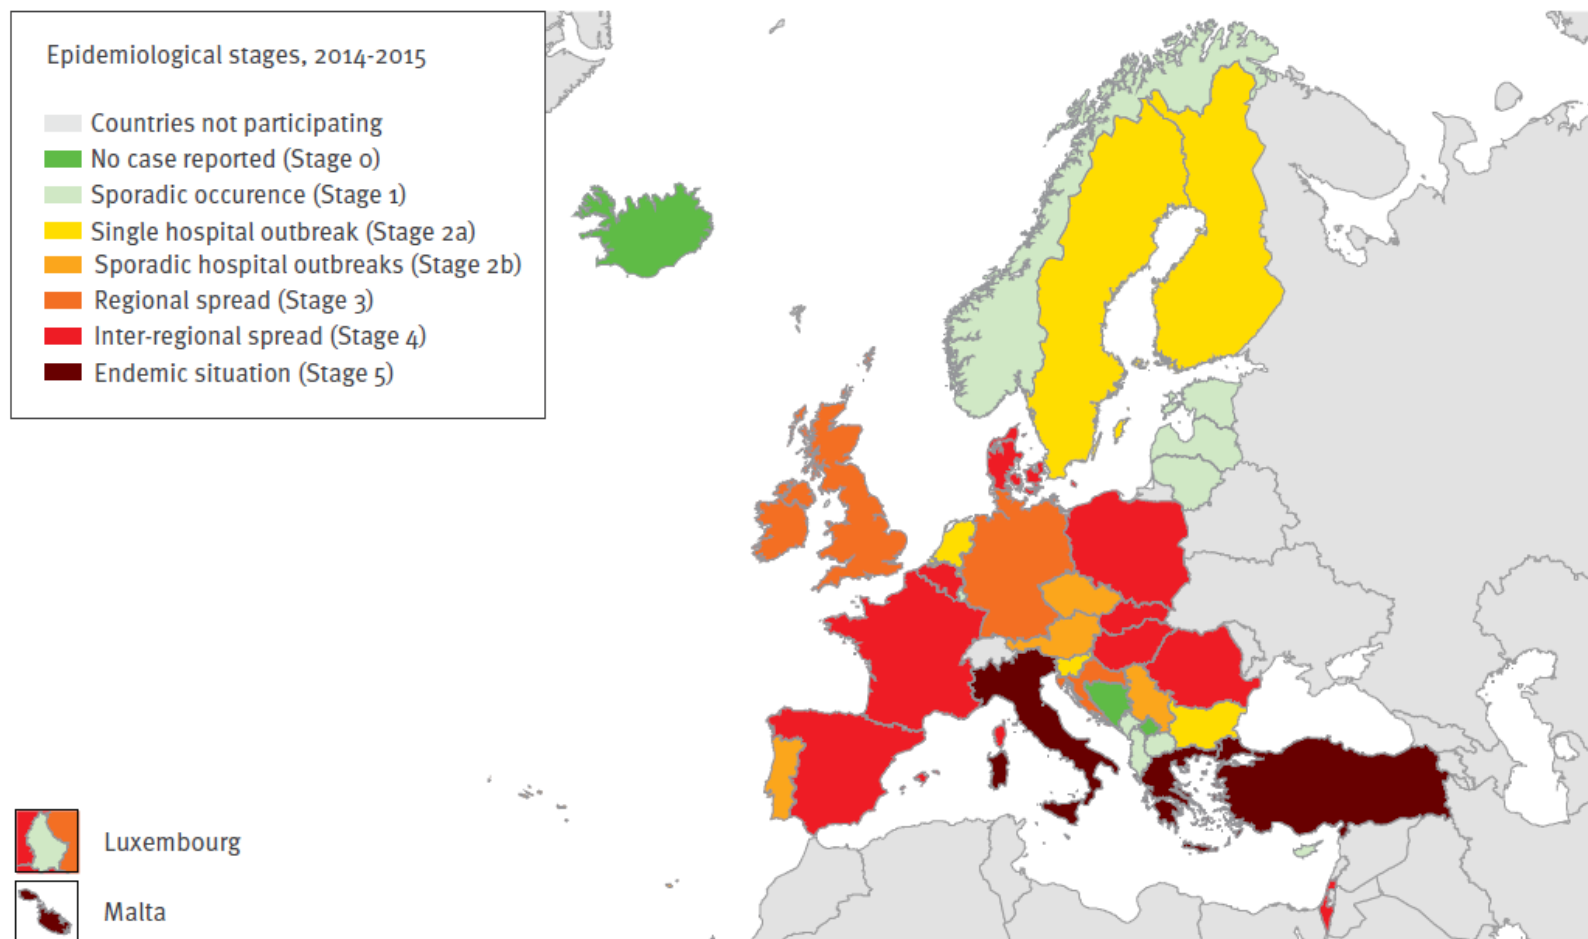 Epidemiological stages, 2014-2015
Countries not participating
No case reported (Stage 0)
Sporadic occurence (Stage 1)
Single hospital outbreak (Stage 2a)
Sporadic hospital outbreaks (Stage 2b)
Regional spread (Stage 3)
Inter-regional spread (Stage 4)
Endemic situation (Stage 5)
Luxembourg
Malta